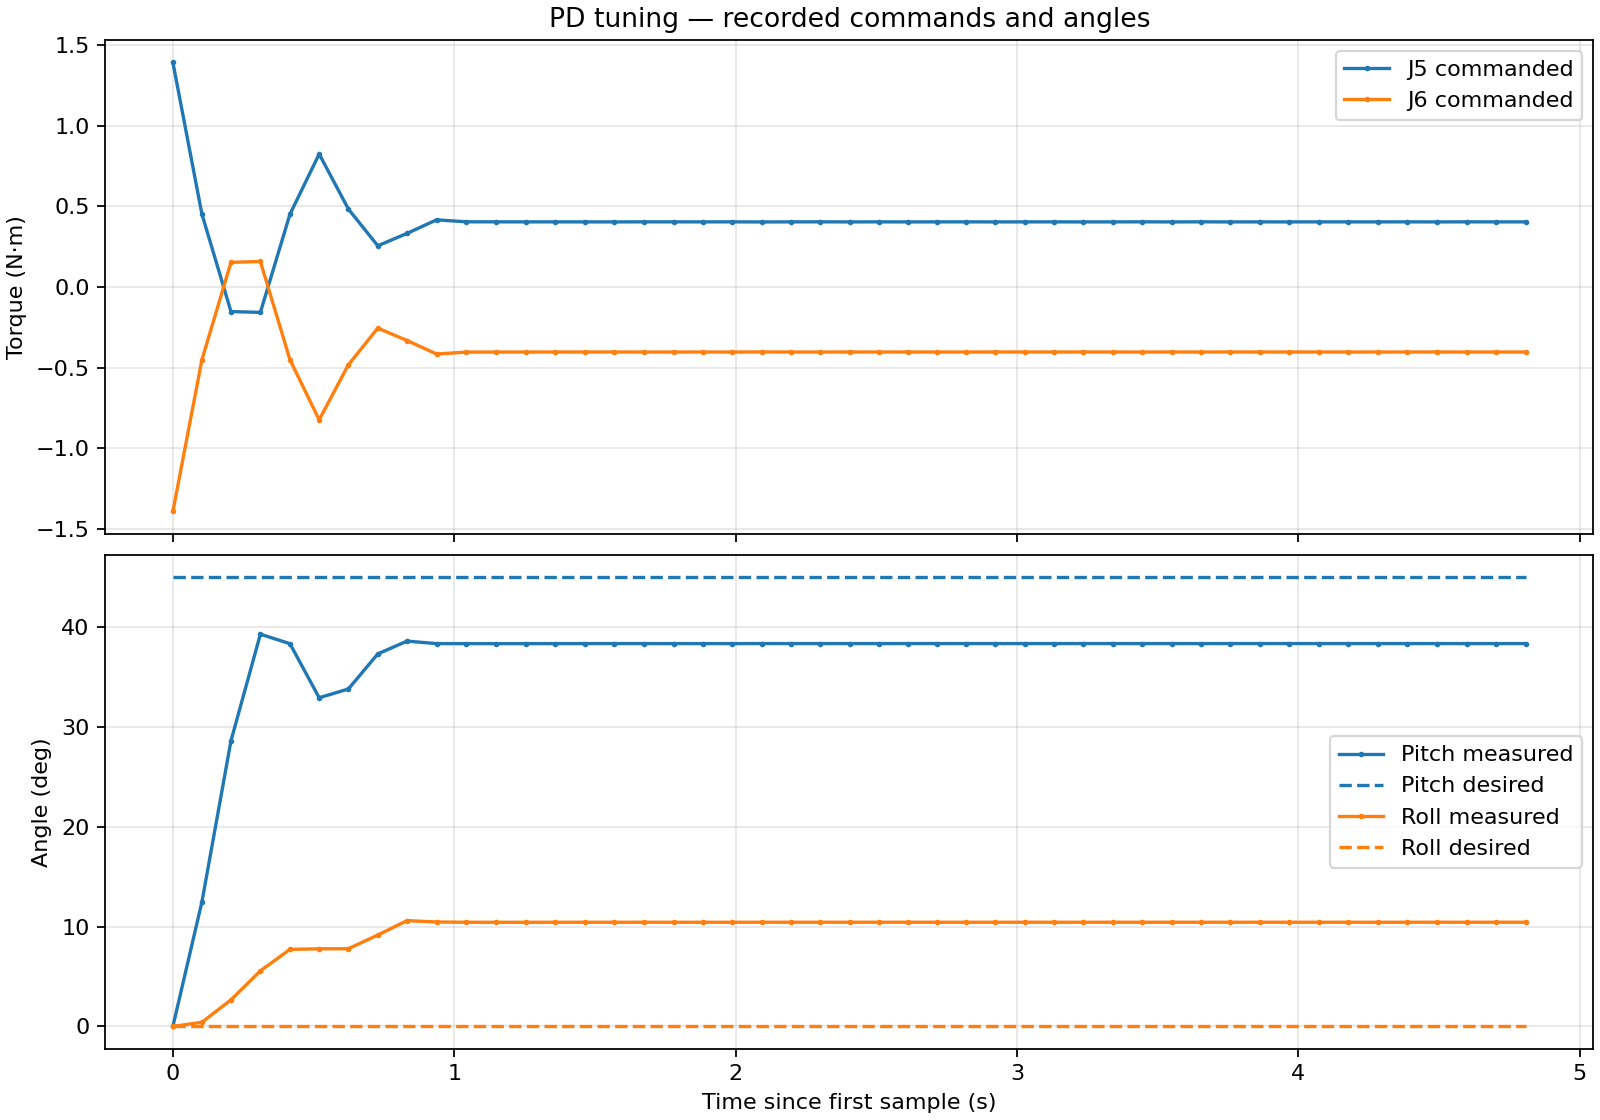 PD tuning — recorded commands and angles
1.5
1.0
0.5
0.0
−0.5
−1.0
−1.5
Torque (N·m)
J5 commanded
J6 commanded
40
30
20
10
0
Angle (deg)
Pitch measured
Pitch desired
Roll measured
Roll desired
0 1 2 3 4 5
Time since first sample (s)